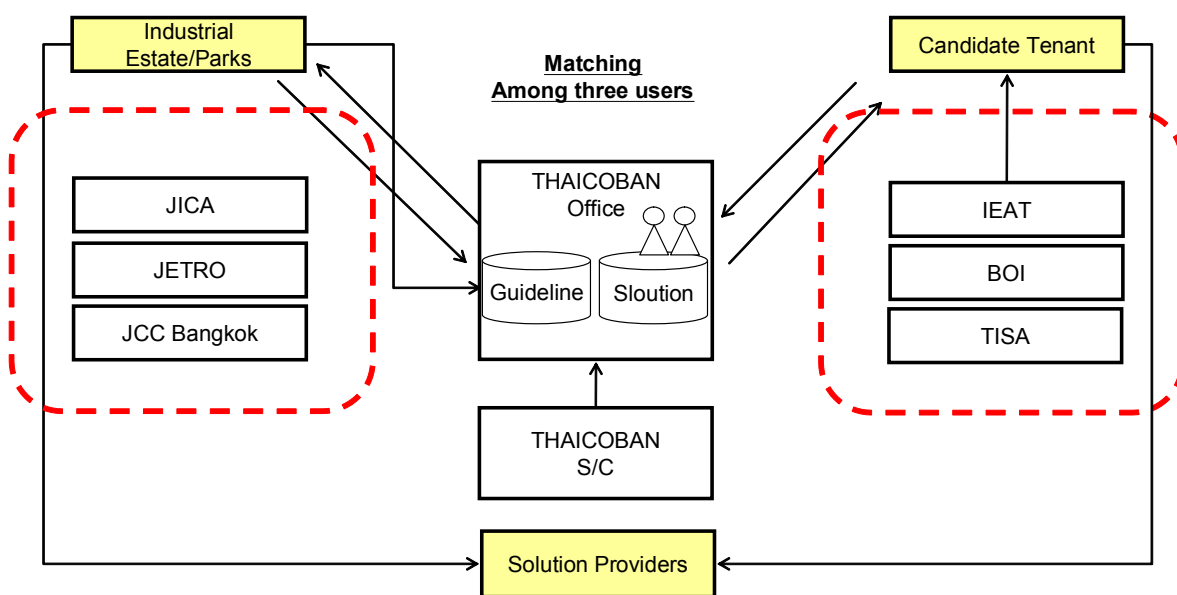 Industrial
Estate/Parks
Matching
Among three users
Candidate Tenant
JICA
JETRO
JCC Bangkok
THAICOBAN
Office
Guideline
Sloution
IEAT
BOI
TISA
THAICOBAN
S/C
Solution Providers